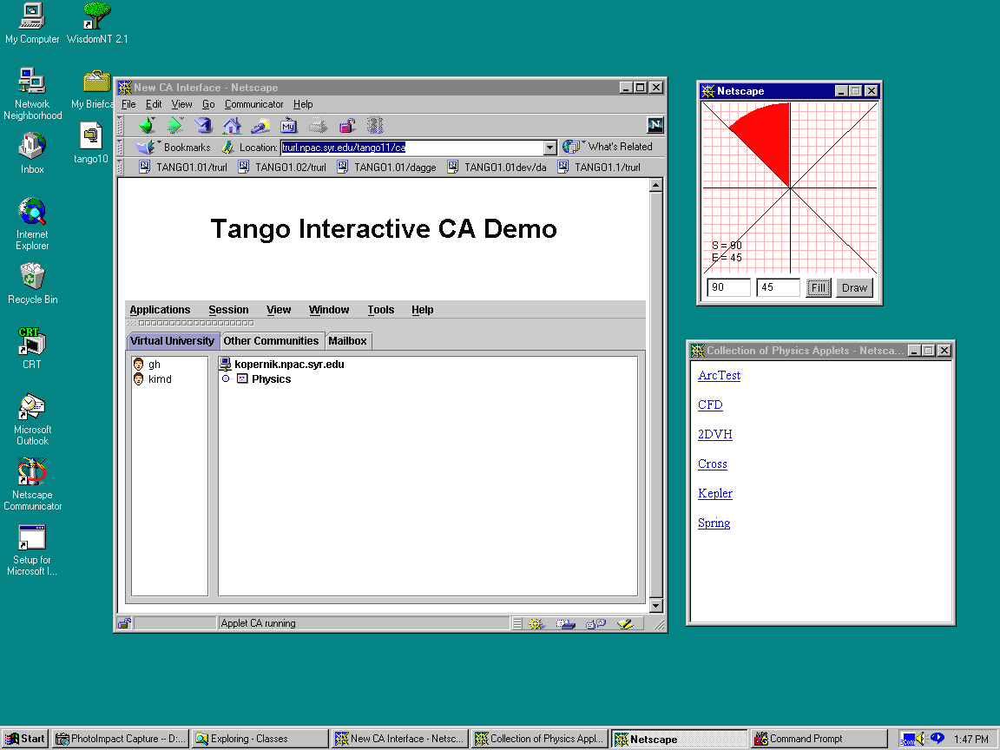 My Computer
WisdomNT 2.1
Network
Neighborhood
My Briefca
Inbox
tango10
Internet
Explorer
Recycle Bin
CRT
CRT
Microsoft
Outlook
Netscape
Communicator
Setup for
Microsoft I...
New CA Interface - Netscape
File Edit View Go Communicator Help
My
N
Bookmarks Location: trurl.npac.syr.edu/tango11/ca What's Related
TANGO1.01/trurl TANGO1.02/trurl TANGO1.01/dagge TANGO1.01dev/da TANGO1.1/trurl
Tango Interactive CA Demo
Applications Session View Window Tools Help
Virtual University Other Communities Mailbox
gh
kimd
kopernik.npac.syr.edu
Physics
Applet CA running
Netscape
S = 90
E = 45
90 45 Fill Draw
Collection of Physics Applets - Netsca...
ArcTest
CFD
2DVH
Cross
Kepler
Spring
Start PhotoImpact Capture -- D:... Exploring - Classes New CA Interface - Netsc... Collection of Physics Appl... Netscape Command Prompt 3Com 1:47 PM